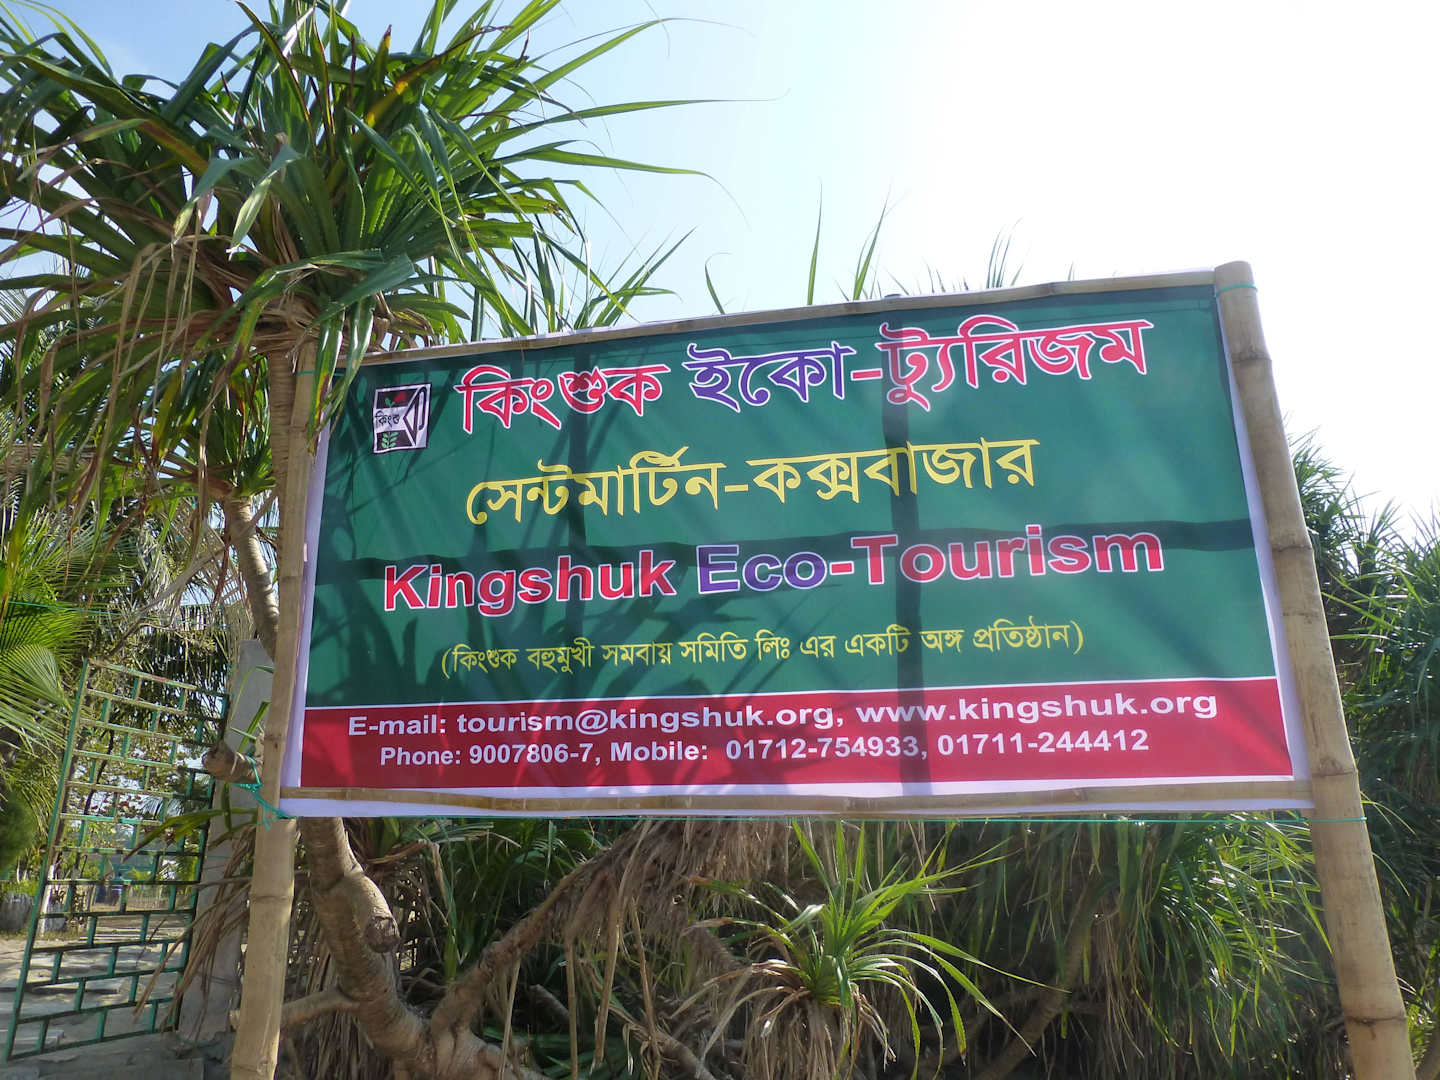 কিংশুক
কিংশুক ইকো-ট্যুরিজম
সেন্টমার্টিন-কক্সবাজার
Kingshuk Eco-Tourism
(কিংশুক বহুমুখী সমবায় সমিতি লিঃ এর একটি অঙ্গ প্রতিষ্ঠান)
E-mail: tourism@kingshuk.org, www.kingshuk.org
Phone: 9007806-7, Mobile: 01712-754933, 01711-244412